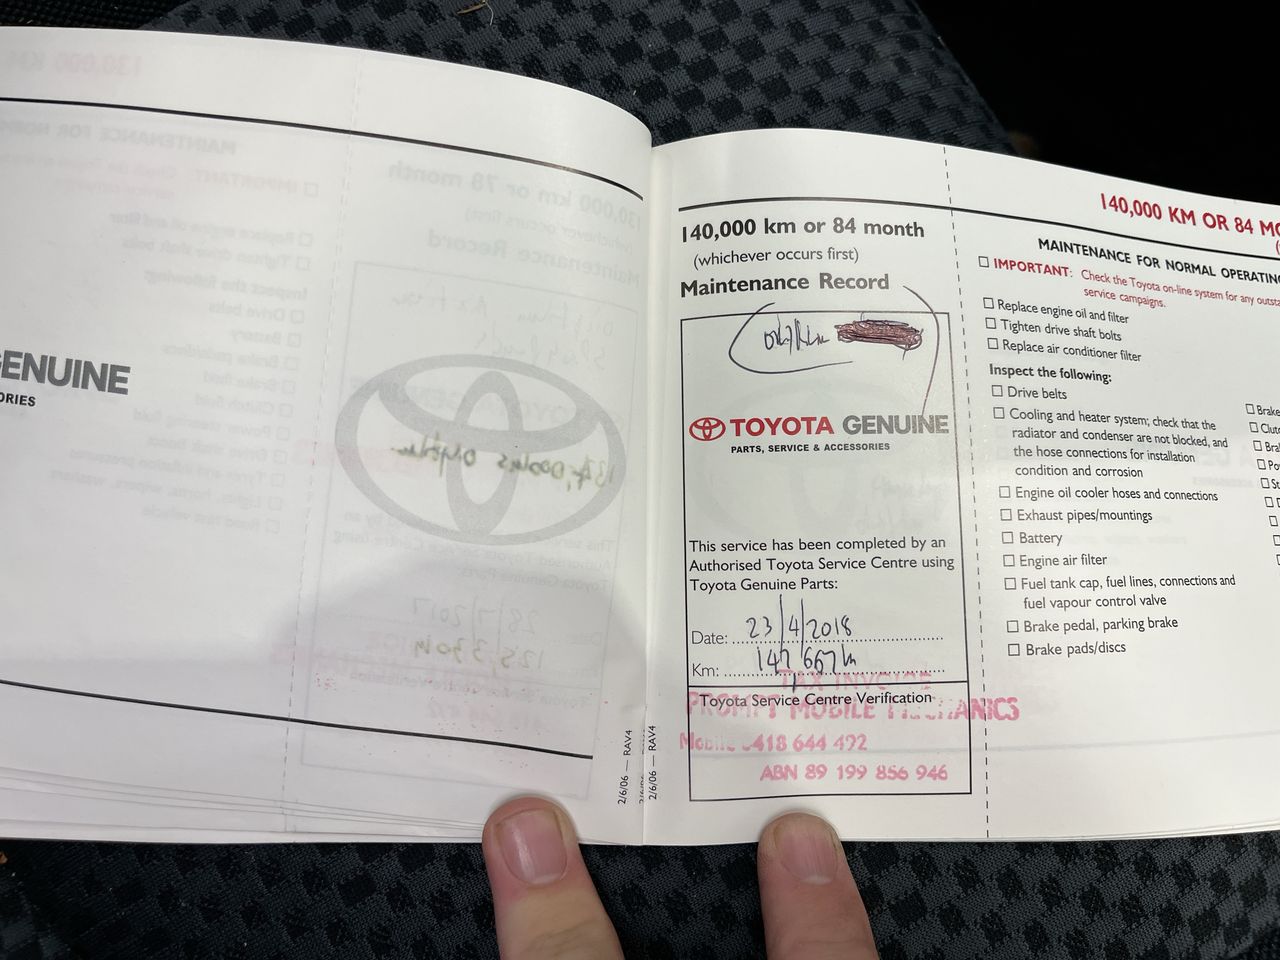 GENUINE
ORIES
2/6/06 — RAV4
2/6/06 — RAV4
140,000 km or 84 month
(whichever occurs first)
Maintenance Record
TOYOTA GENUINE
PARTS, SERVICE & ACCESSORIES
This service has been completed by an
Authorised Toyota Service Centre using
Toyota Genuine Parts:
Date: 23/4/2018
Km: 147 667 km
TAX INVOICE
Toyota Service Centre Verification
PROMPT MOBILE MECHANICS
Mobile 0418 644 492
ABN 89 199 856 946
140,000 KM OR 84 MO
MAINTENANCE FOR NORMAL OPERATING
IMPORTANT: Check the Toyota on-line system for any outsta
service campaigns.
Replace engine oil and filter
Tighten drive shaft bolts
Replace air conditioner filter
Inspect the following:
Drive belts
Cooling and heater system; check that the
radiator and condenser are not blocked, and
the hose connections for installation
condition and corrosion
Engine oil cooler hoses and connections
Exhaust pipes/mountings
Battery
Engine air filter
Fuel tank cap, fuel lines, connections and
fuel vapour control valve
Brake pedal, parking brake
Brake pads/discs
Brake
Clut
Bra
Po
St